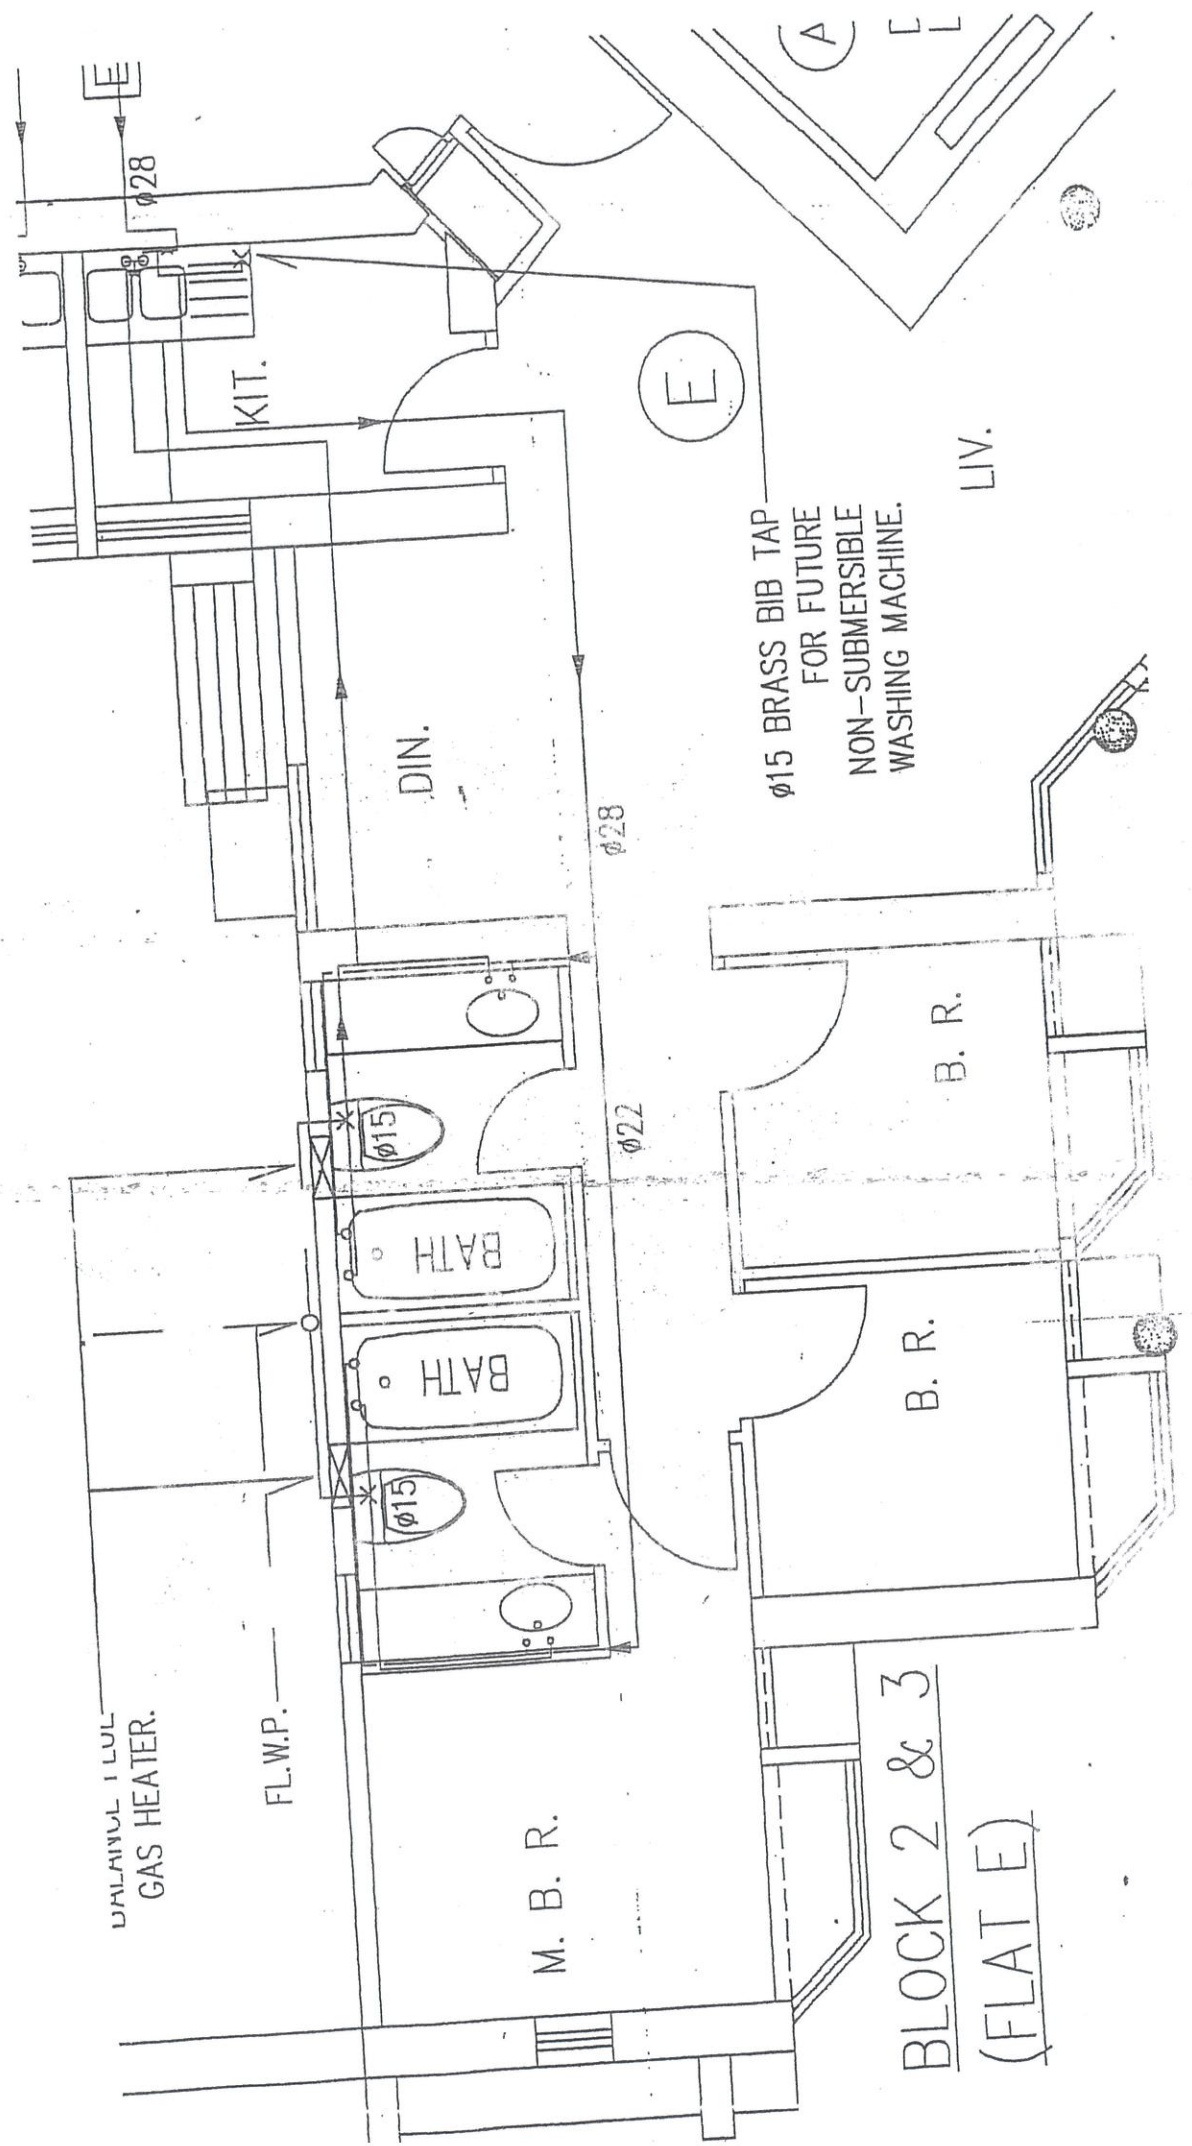 BALANCE FLUE
GAS HEATER.
FL.W.P.
M. B. R.
BLOCK 2 & 3
(FLAT E)
BATH
BATH
ø15
ø15
B. R.
B. R.
ø22
ø28
DIN.
ø15 BRASS BIB TAP
FOR FUTURE
NON-SUBMERSIBLE
WASHING MACHINE.
LIV.
KIT.
E
ø28
E
A